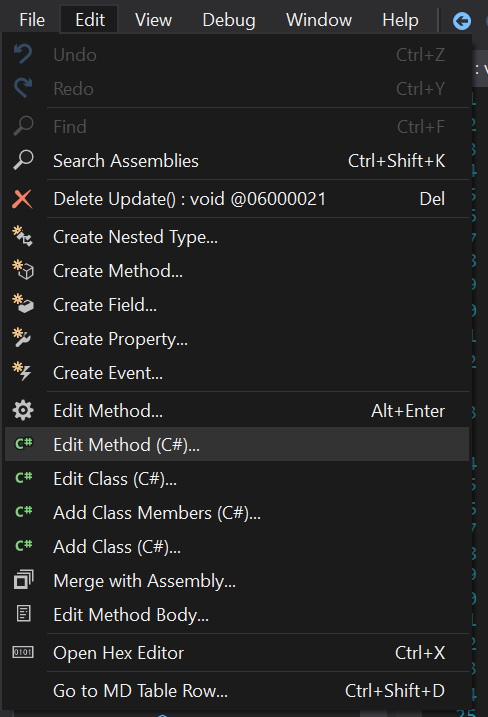 File Edit View Debug Window Help
Undo Ctrl+Z
Redo Ctrl+Y
Find Ctrl+F
Search Assemblies Ctrl+Shift+K
Delete Update() : void @06000021 Del
Create Nested Type...
Create Method...
Create Field...
Create Property...
Create Event...
Edit Method... Alt+Enter
C# Edit Method (C#)...
C# Edit Class (C#)...
C# Add Class Members (C#)...
C# Add Class (C#)...
Merge with Assembly...
Edit Method Body...
0101 Open Hex Editor Ctrl+X
Go to MD Table Row... Ctrl+Shift+D
25